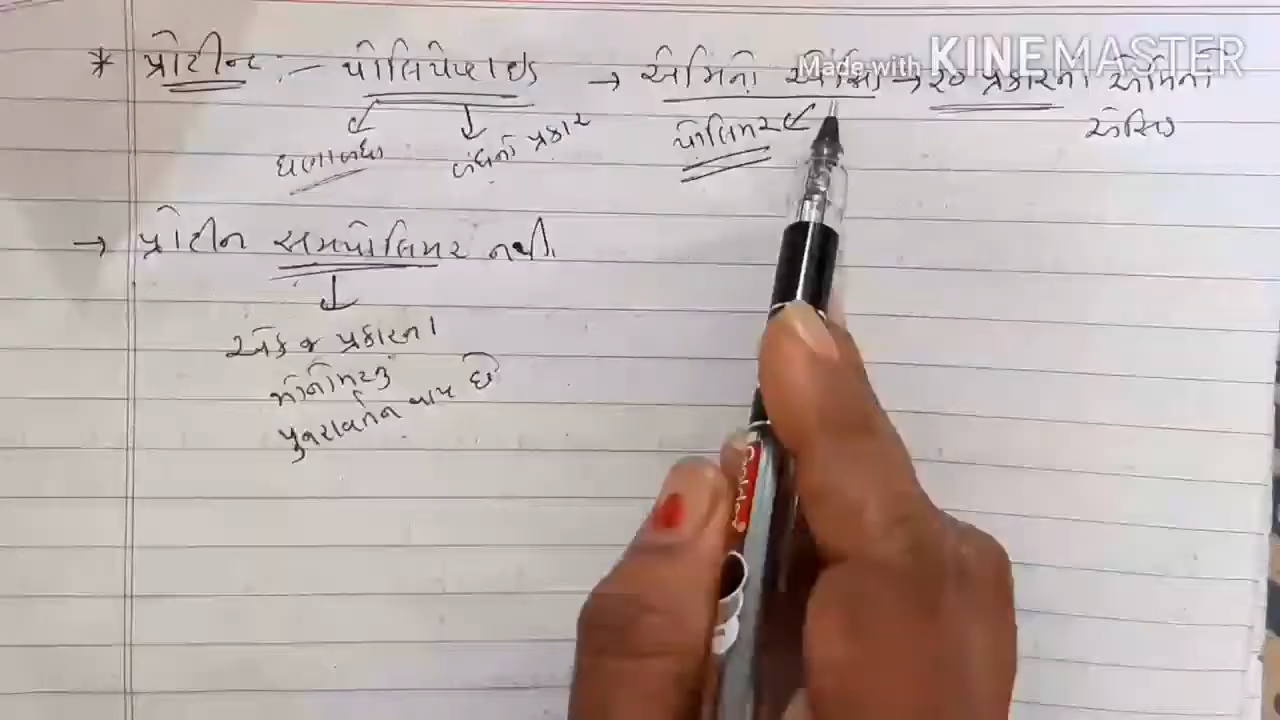 * પ્રોટીન :- પોલિપેપ્ટાઇડ → એમિનો એસિડ → ૨૦ પ્રકારના એમિનો
એસિડ
પોલિમર
ઘણાબધા
બંધનો પ્રકાર
→ પ્રોટીન સમપોલિમર નથી.
એક જ પ્રકારના
મોનોમરનું
પુનરાવર્તન થાય છે
Made with KINEMASTER